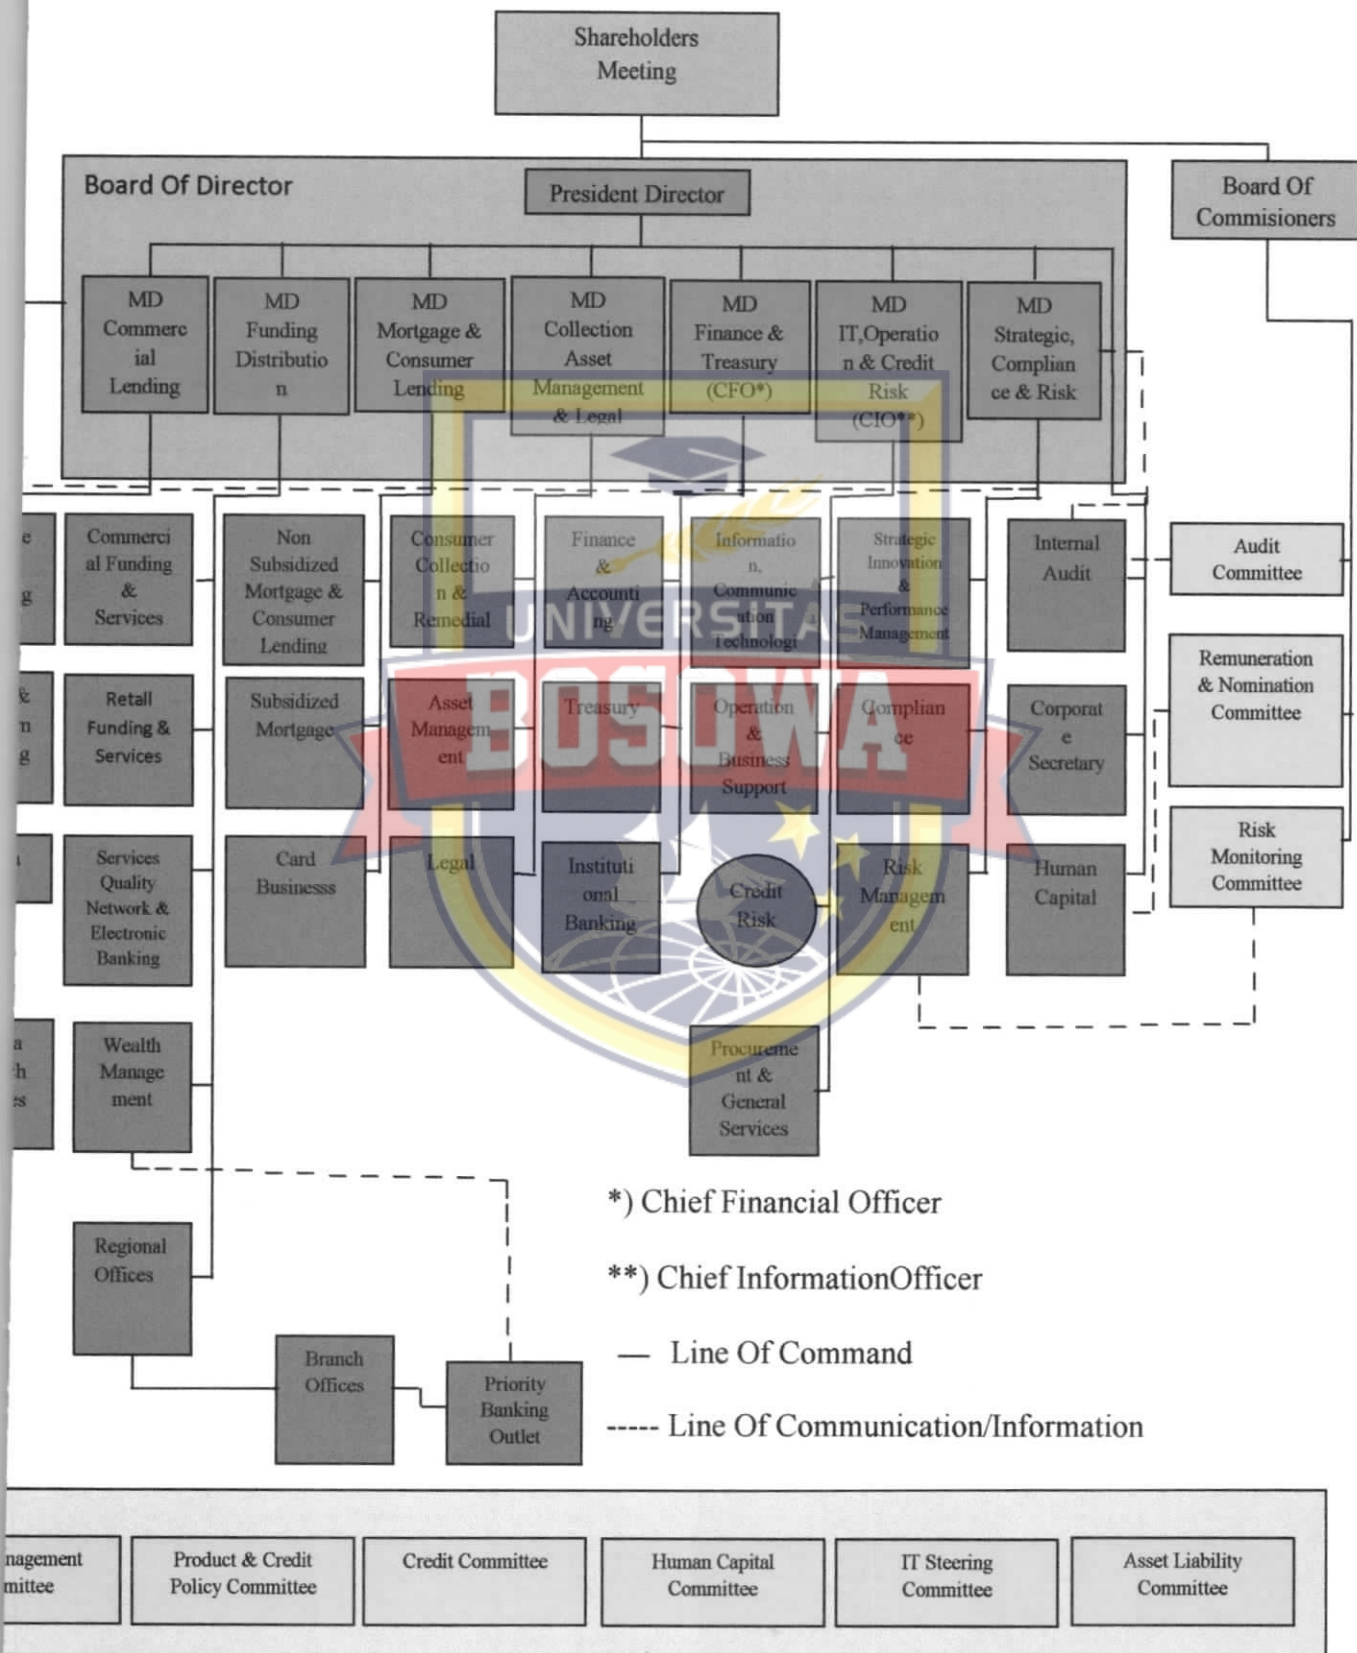 Shareholders
Meeting
Board Of Director
President Director
Board Of
Commisioners
MD
Commerc
ial
Lending
MD
Funding
Distributio
n
MD
Mortgage &
Consumer
Lending
MD
Collection
Asset
Management
& Legal
MD
Finance &
Treasury
(CFO*)
MD
IT,Operatio
n & Credit
Risk
(CIO**)
MD
Strategic,
Complian
ce & Risk
e
g
Commerci
al Funding
&
Services
Non
Subsidized
Mortgage &
Consumer
Lending
Consumer
Collectio
n &
Remedial
Finance
&
Accounti
ng
Informatio
n,
Communic
ation
Technologi
Strategic
Innovation
&
Performance
Management
Internal
Audit
Audit
Committee
UNIVERSITAS
BOSOWA
&
n
g
Retall
Funding &
Services
Subsidized
Mortgage
Asset
Managem
ent
Treasury
Operation
&
Business
Support
Complian
ce
Corporat
e
Secretary
Remuneration
& Nomination
Committee
Services
Quality
Network &
Electronic
Banking
Card
Businesss
Legal
Instituti
onal
Banking
Credit
Risk
Risk
Managem
ent
Human
Capital
Risk
Monitoring
Committee
a
h
es
Wealth
Manage
ment
Procureme
nt &
General
Services
Regional
Offices
Branch
Offices
Priority
Banking
Outlet
*) Chief Financial Officer
**) Chief InformationOfficer
— Line Of Command
----- Line Of Communication/Information
nagement
mittee
Product & Credit
Policy Committee
Credit Committee
Human Capital
Committee
IT Steering
Committee
Asset Liability
Committee